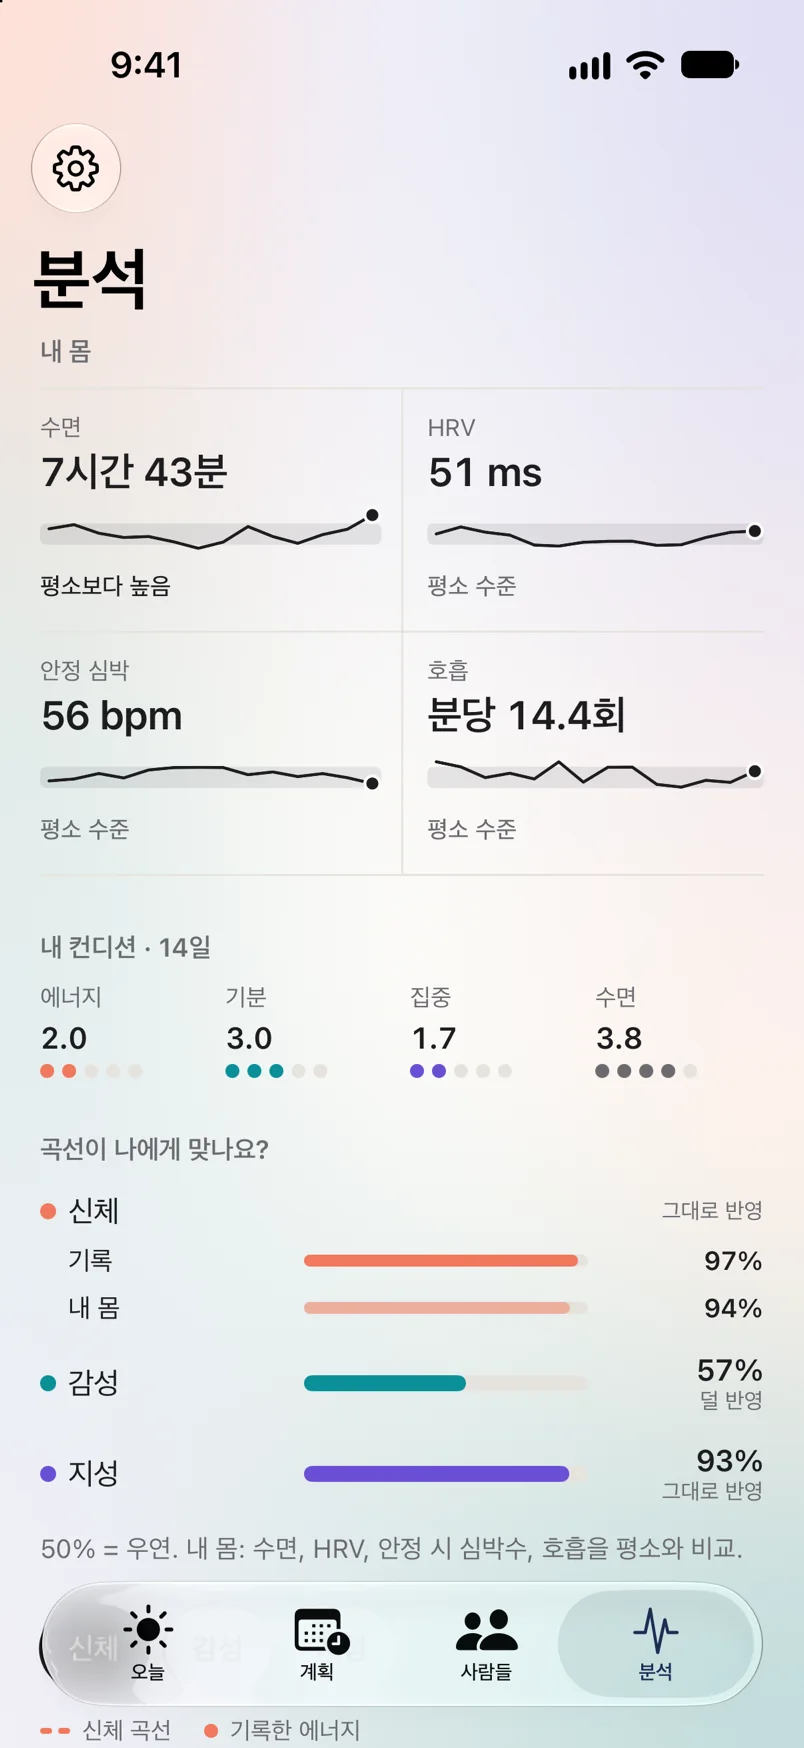 9:41
분석
내 몸
수면
7시간 43분
평소보다 높음
HRV
51 ms
평소 수준
안정 심박
56 bpm
평소 수준
호흡
분당 14.4회
평소 수준
내 컨디션 · 14일
에너지
2.0
기분
3.0
집중
1.7
수면
3.8
곡선이 나에게 맞나요?
신체
그대로 반영
기록
97%
내 몸
94%
감성
57%
덜 반영
지성
93%
그대로 반영
50% = 우연. 내 몸: 수면, HRV, 안정 시 심박수, 호흡을 평소와 비교.
신체
감성
오늘
계획
사람들
분석
신체 곡선
기록한 에너지